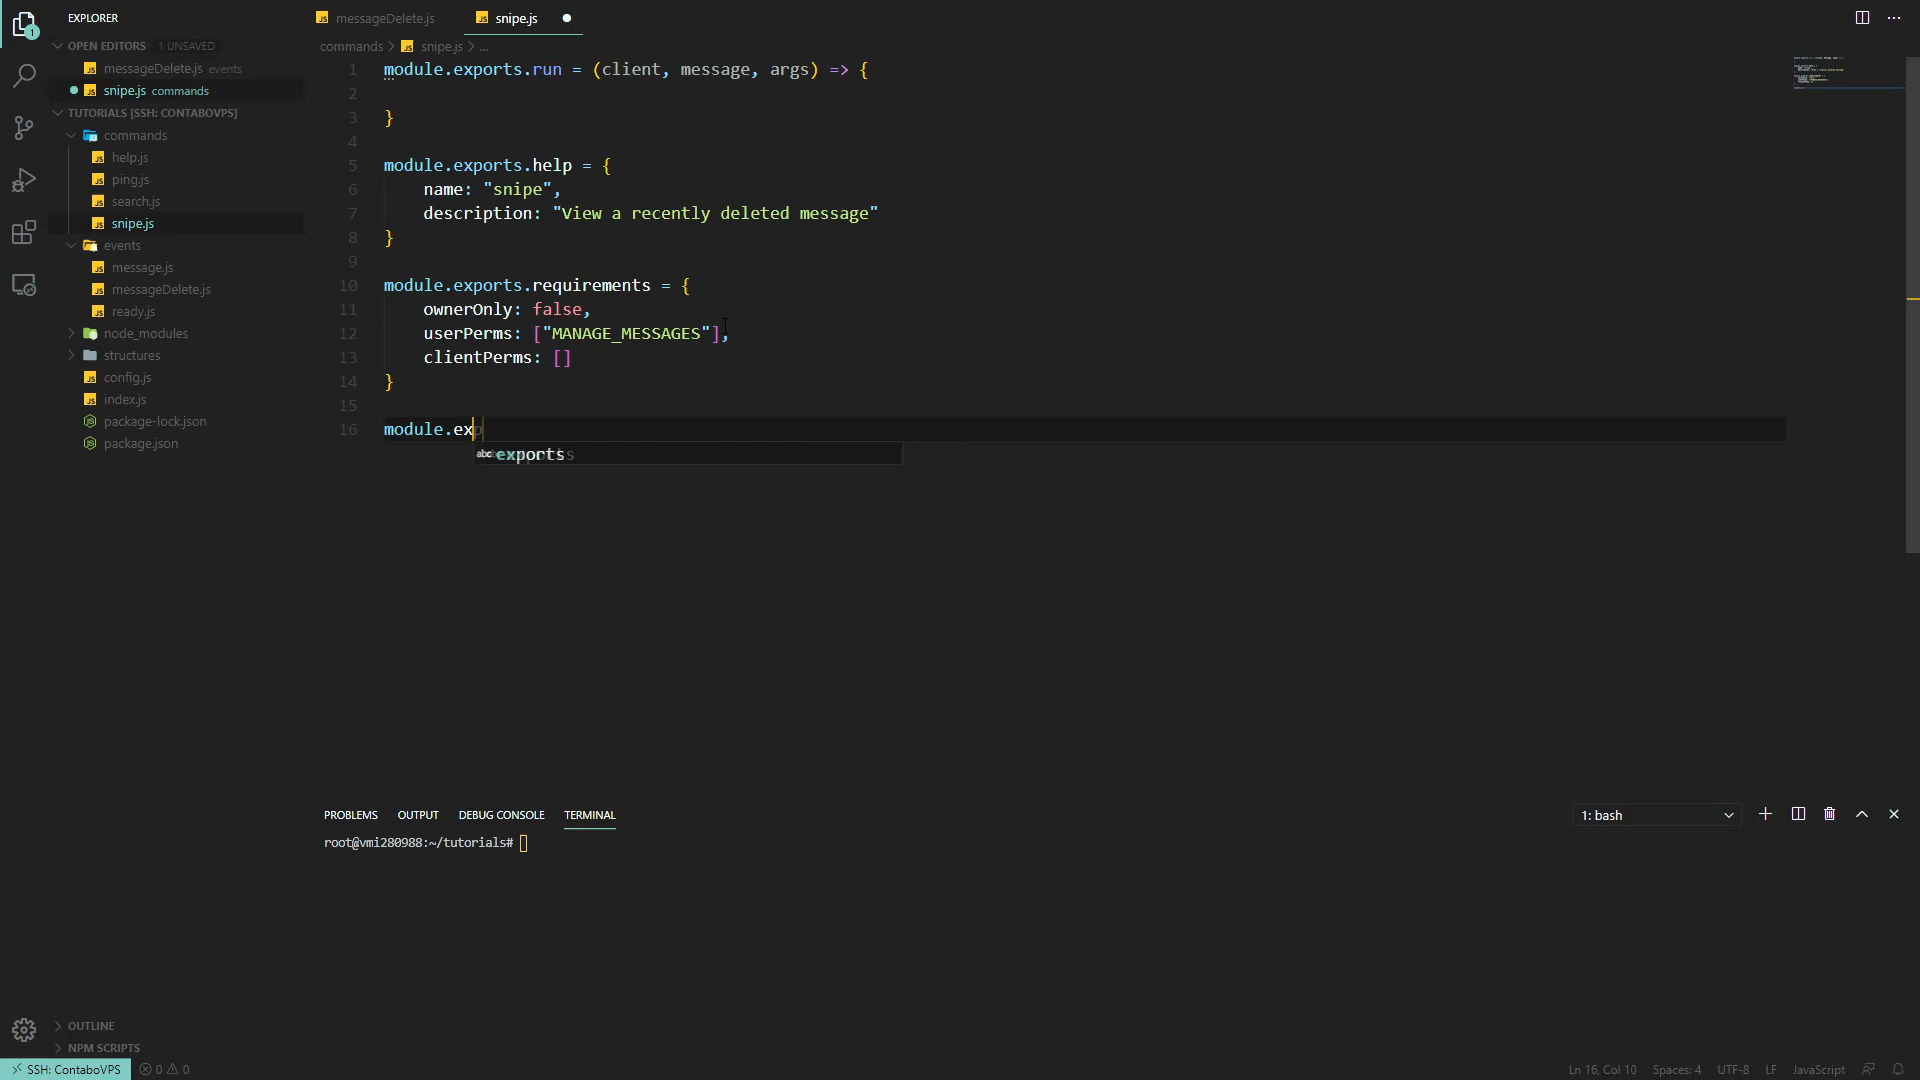 EXPLORER
OPEN EDITORS 1 UNSAVED
messageDelete.js events
snipe.js commands
TUTORIALS [SSH: CONTABOVPS]
commands
help.js
ping.js
search.js
snipe.js
events
message.js
messageDelete.js
ready.js
node_modules
structures
config.js
index.js
package-lock.json
package.json
OUTLINE
NPM SCRIPTS
messageDelete.js
snipe.js
commands > snipe.js > ...
1 module.exports.run = (client, message, args) => {
2
3 }
4
5 module.exports.help = {
6 name: "snipe",
7 description: "View a recently deleted message"
8 }
9
10 module.exports.requirements = {
11 ownerOnly: false,
12 userPerms: ["MANAGE_MESSAGES"],
13 clientPerms: []
14 }
15
16 module.exp
abc exports
PROBLEMS OUTPUT DEBUG CONSOLE TERMINAL
1: bash
root@vmi280988:~/tutorials#
SSH: ContaboVPS 0 0
Ln 16, Col 10 Spaces: 4 UTF-8 LF JavaScript